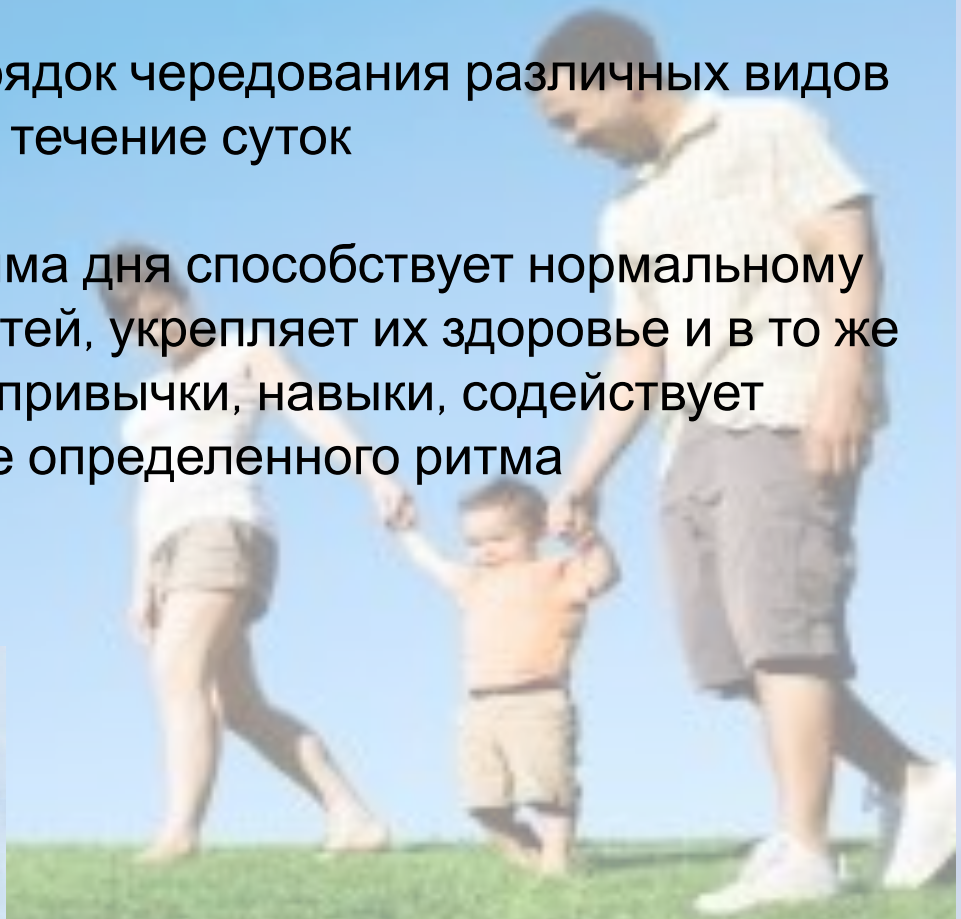 рядок чередования различных видов
течение суток
има дня способствует нормальному
тей, укрепляет их здоровье и в то же
привычки, навыки, содействует
е определенного ритма